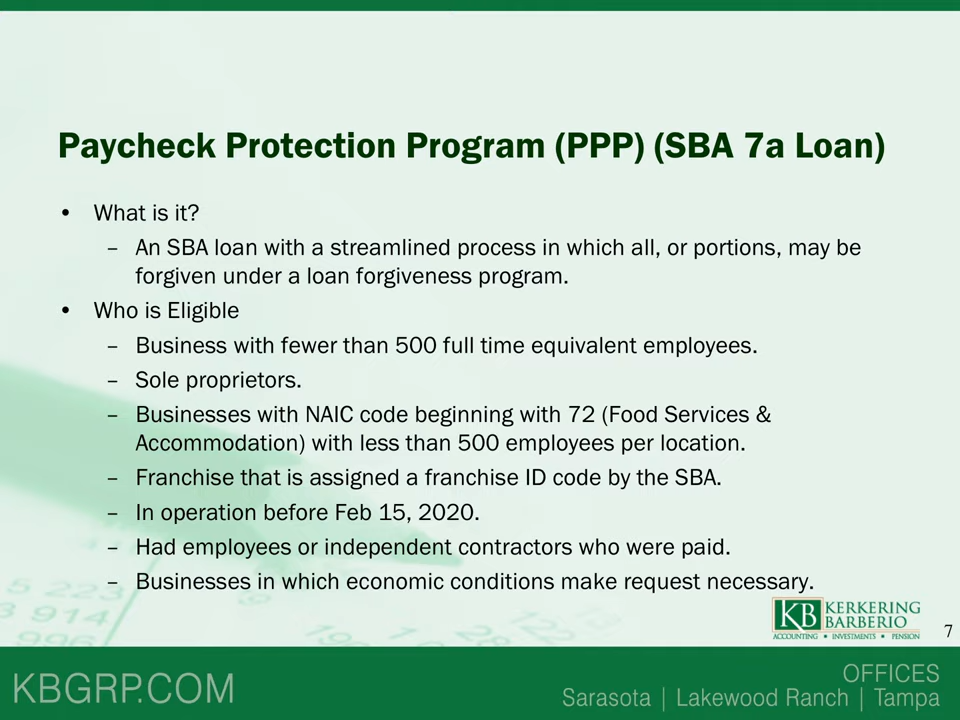 Paycheck Protection Program (PPP) (SBA 7a Loan)
• What is it?
– An SBA loan with a streamlined process in which all, or portions, may be
forgiven under a loan forgiveness program.
• Who is Eligible
– Business with fewer than 500 full time equivalent employees.
– Sole proprietors.
– Businesses with NAIC code beginning with 72 (Food Services &
Accommodation) with less than 500 employees per location.
– Franchise that is assigned a franchise ID code by the SBA.
– In operation before Feb 15, 2020.
– Had employees or independent contractors who were paid.
– Businesses in which economic conditions make request necessary.
5 223
3 914
996
KB KERKERING
BARBERIO
ACCOUNTING • INVESTMENTS • PENSION
7
KBGRP.COM
OFFICES
Sarasota | Lakewood Ranch | Tampa